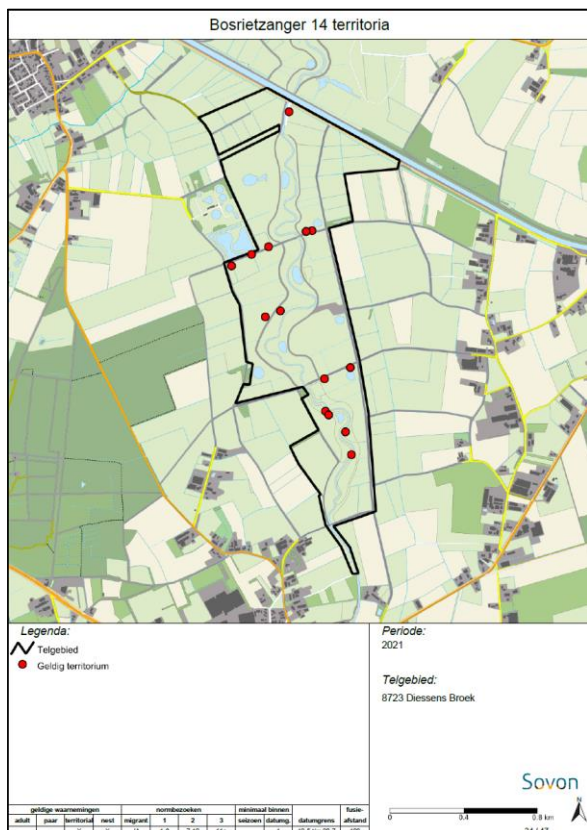 Bosrietzanger 14 territoria
Legenda:
Telgebied
Geldig territorium
Periode:
2021
Telgebied:
8723 Diessens Broek
Sovon
0 0.4 0.8 km
N
geldige waarnemingen normbezoeken minimaal binnen fusie-
adult paar territoriaal nest migrant 1 2 3 seizoen datumg. datumgrens afstand